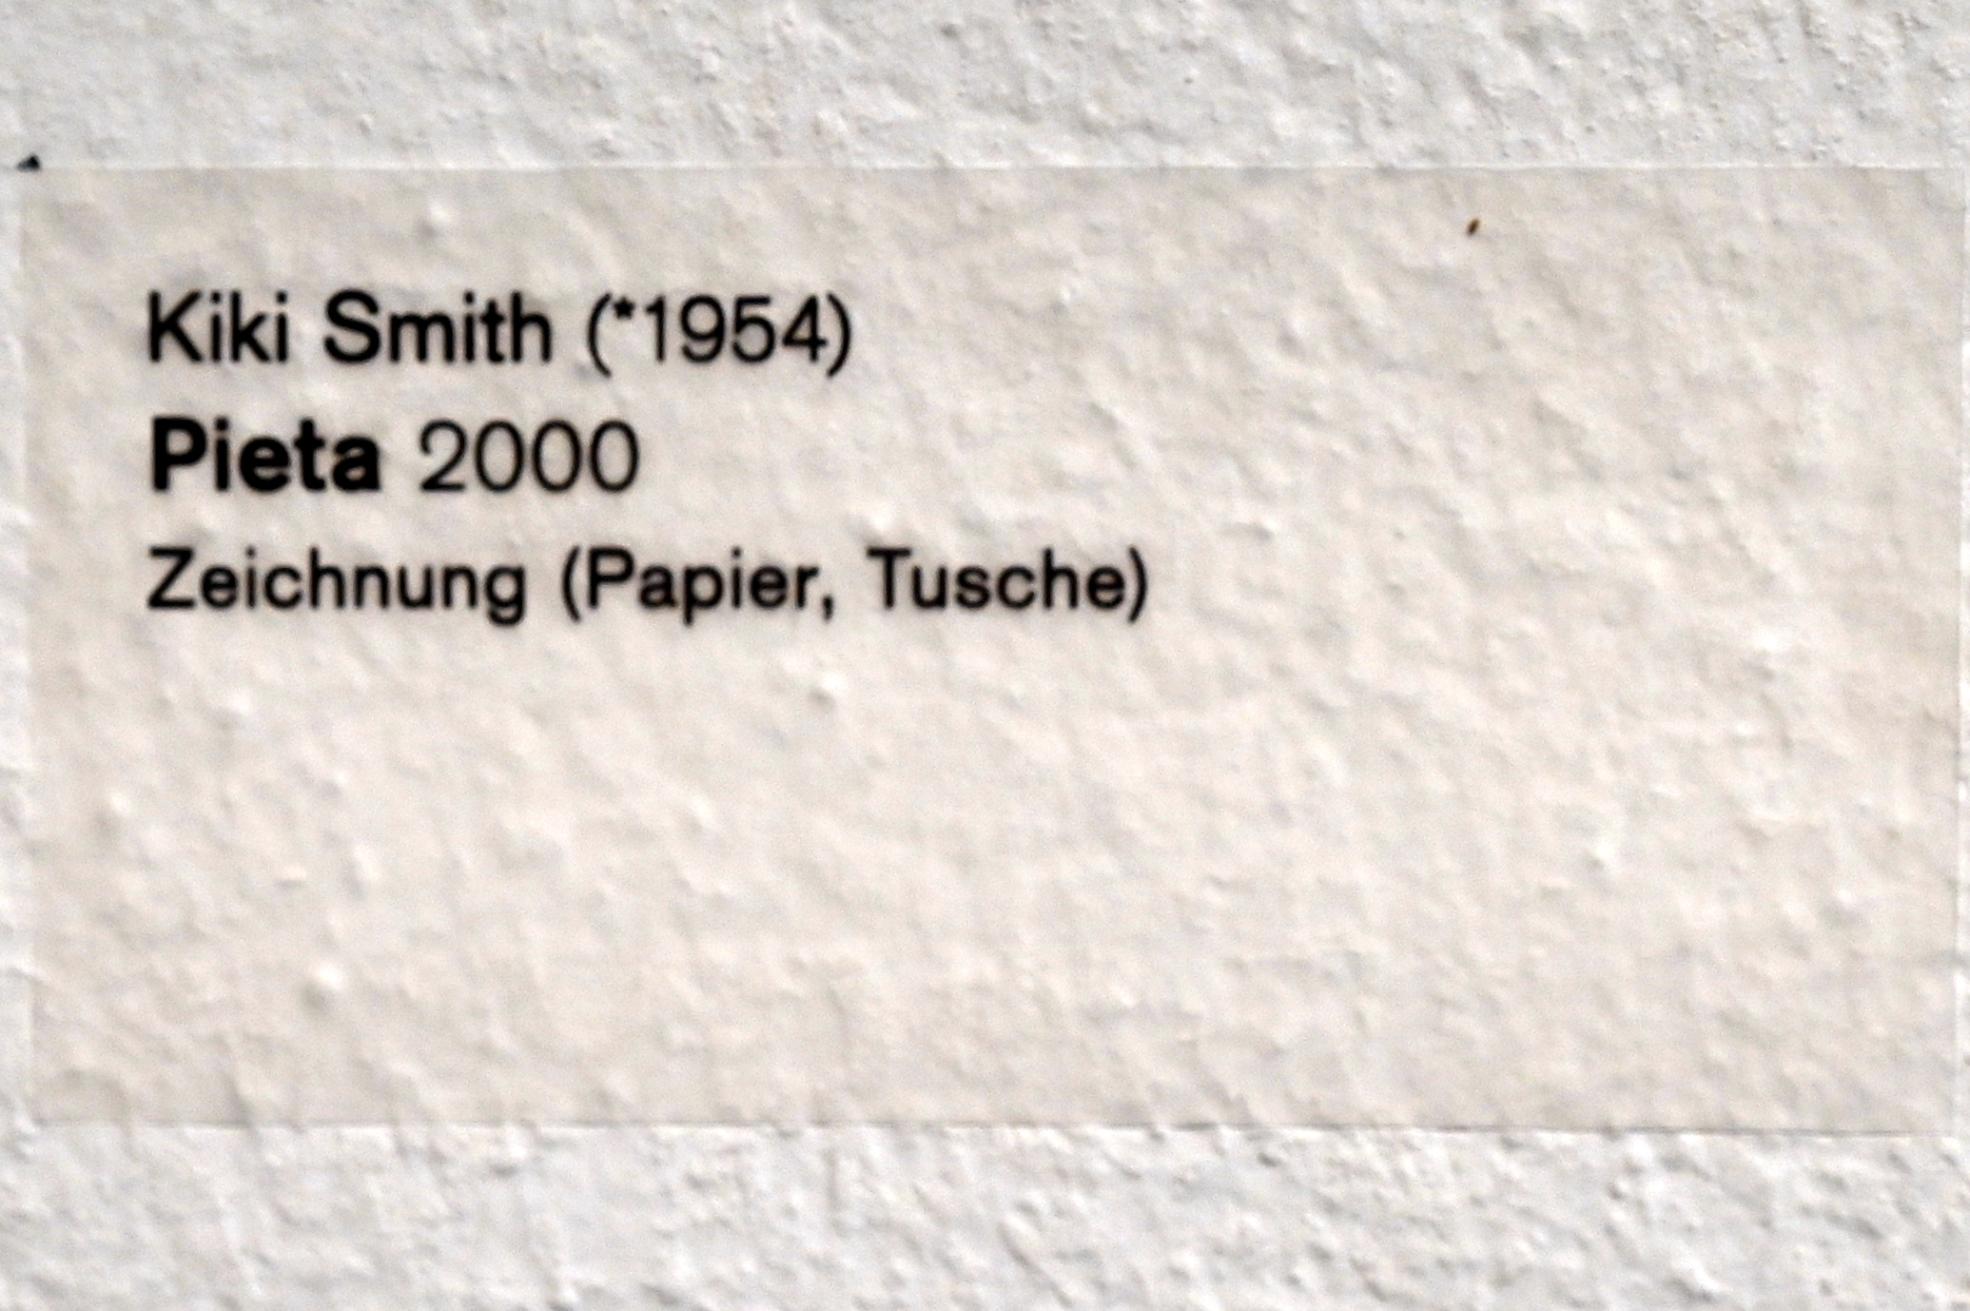 Kiki Smith (*1954)
Pieta 2000
Zeichnung (Papier, Tusche)